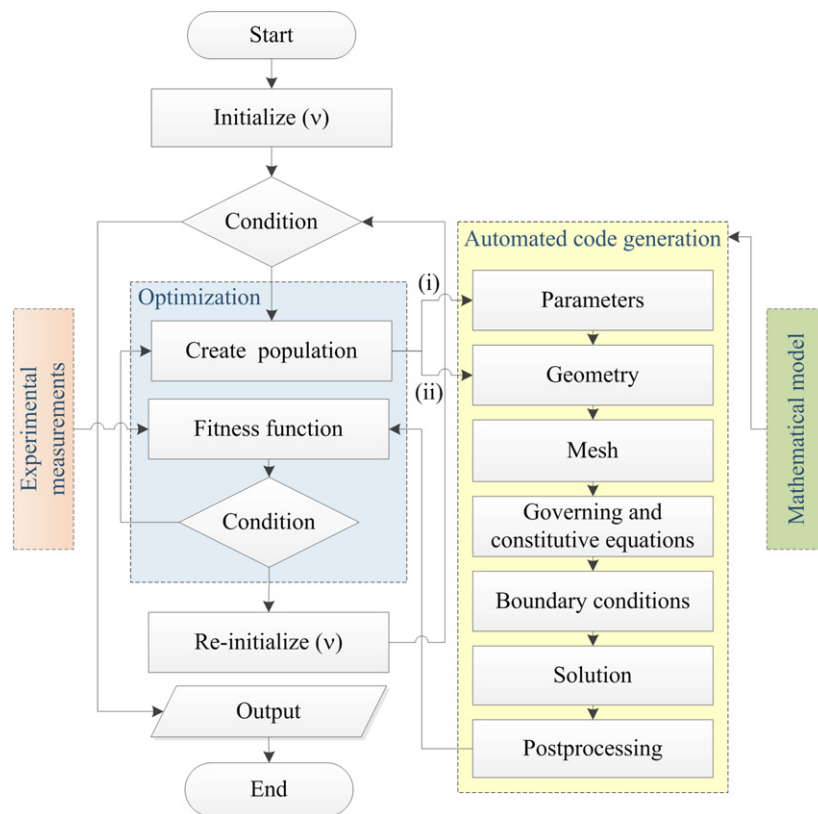 Start
Initialize (ν)
Condition
Optimization
Create population
Fitness function
Condition
Re-initialize (ν)
Output
End
Experimental
measurements
(i)
(ii)
Automated code generation
Parameters
Geometry
Mesh
Governing and
constitutive equations
Boundary conditions
Solution
Postprocessing
Mathematical model